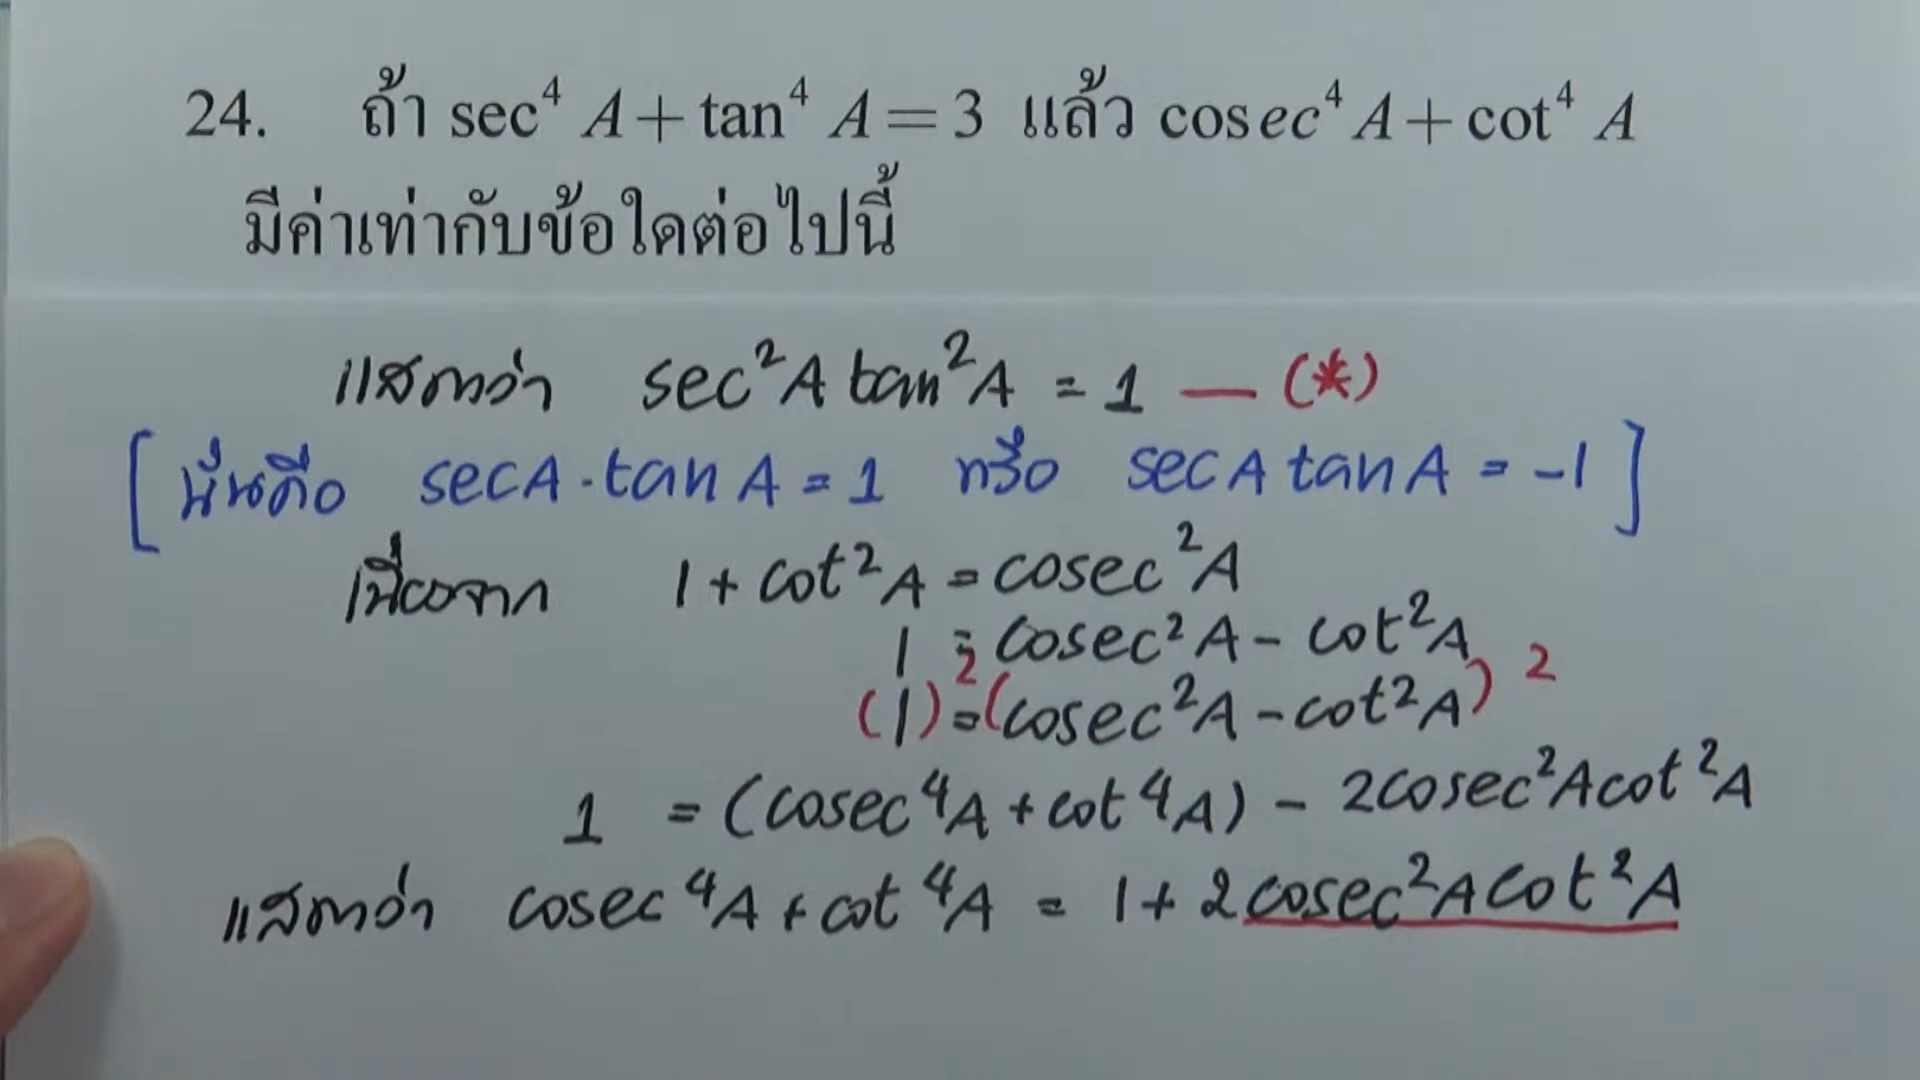 24. ถ้า sec⁴ A + tan⁴ A = 3 แล้ว cosec⁴ A + cot⁴ A
มีค่าเท่ากับข้อใดต่อไปนี้
แสดงว่า sec²A tan²A = 1 — (*)
[นั่นคือ secA · tan A = 1 หรือ sec A tan A = -1]
เนื่องจาก 1 + cot²A = cosec²A
1 = cosec²A - cot²A
(1)² = (cosec²A - cot²A)²
1 = (cosec⁴A + cot⁴A) - 2cosec²Acot²A
แสดงว่า cosec⁴A + cot⁴A = 1 + 2cosec²Acot²A